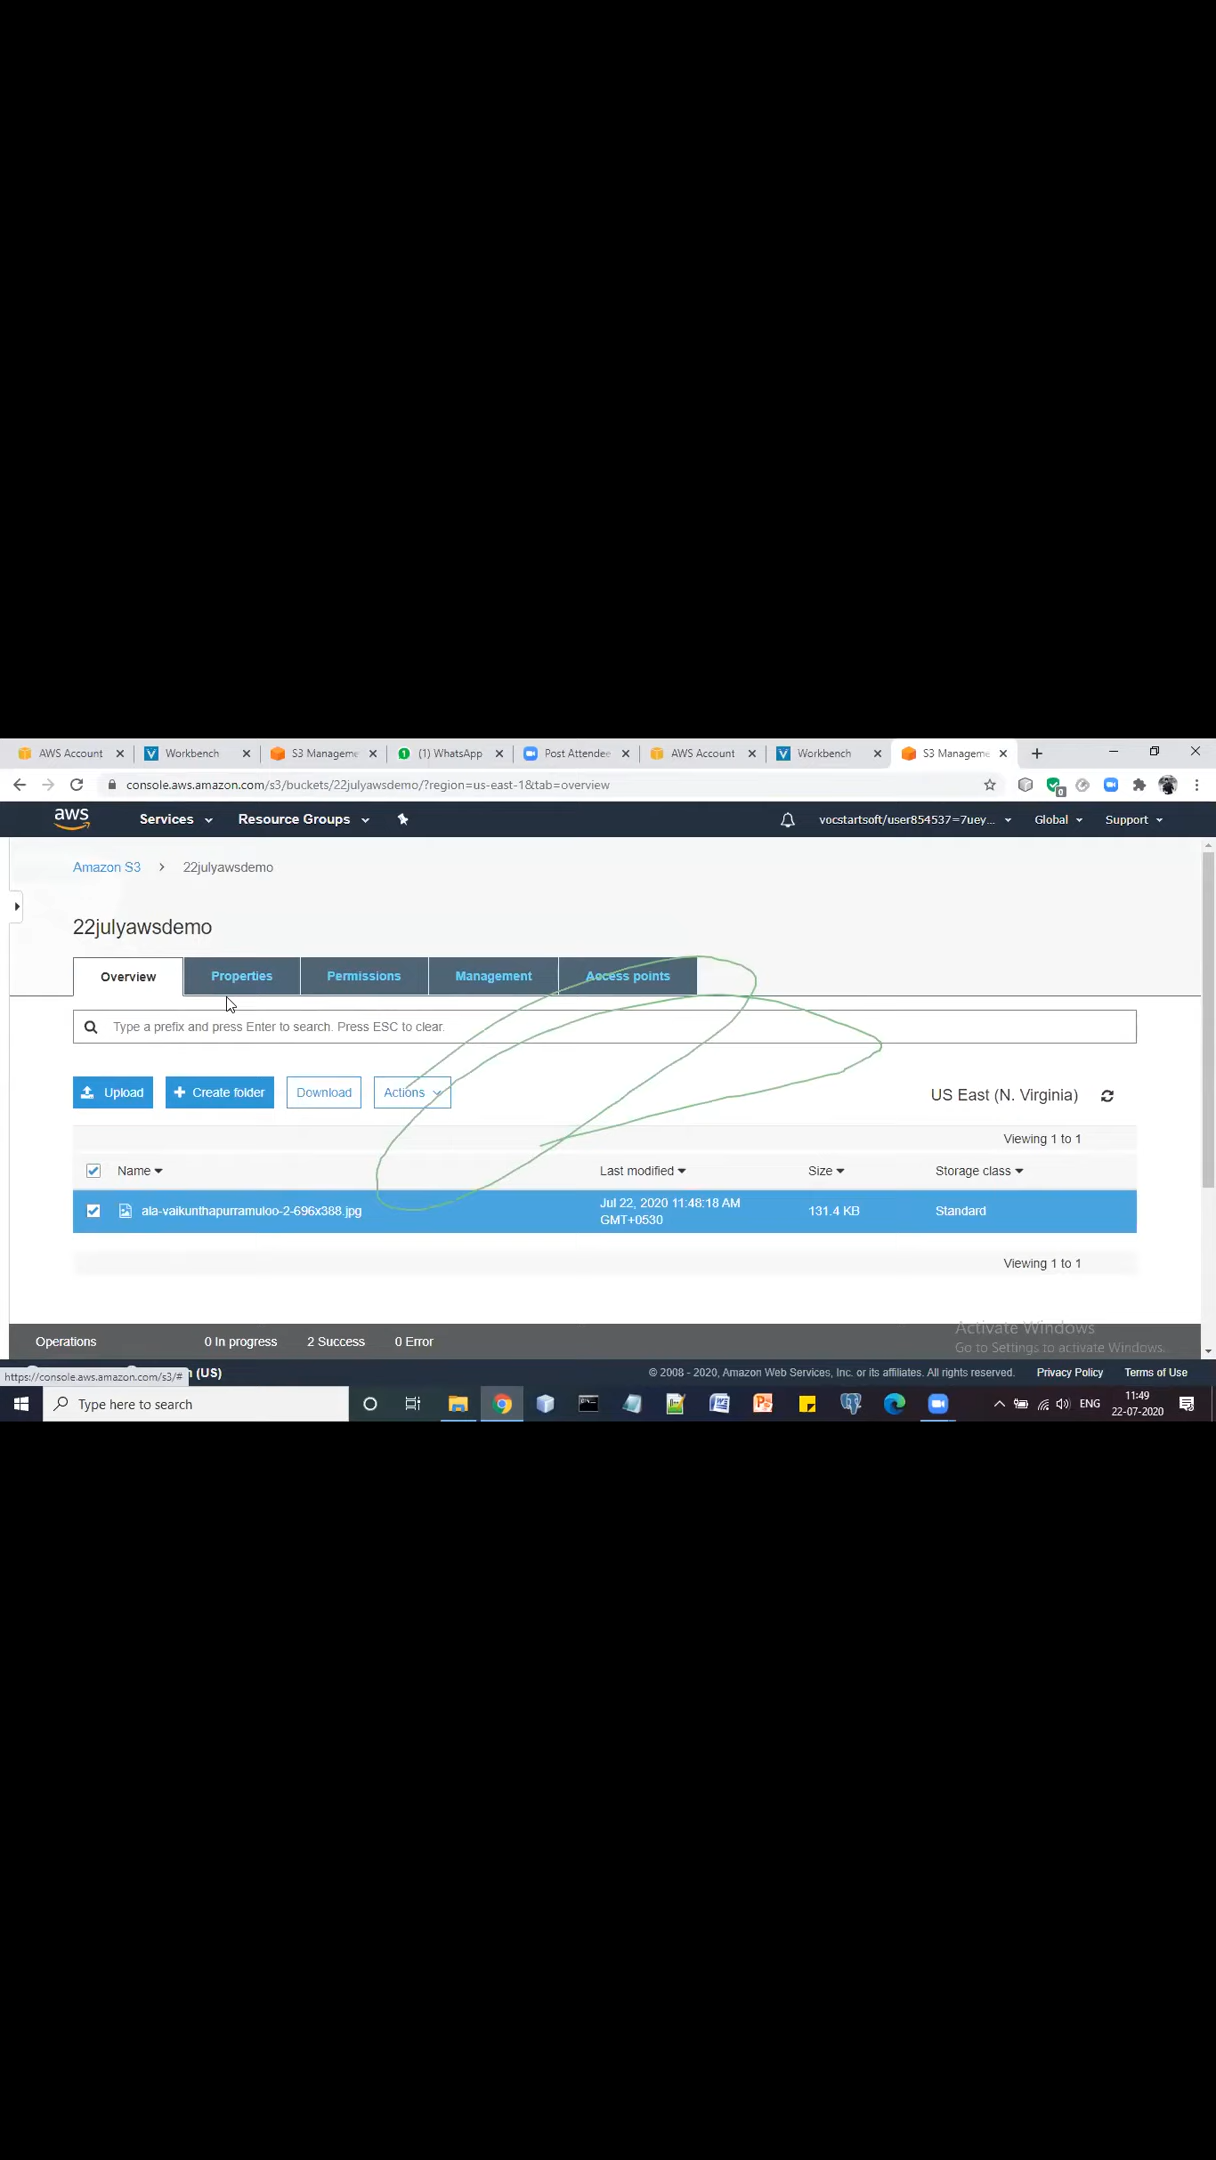 AWS Account
Workbench
S3 Manageme
(1) WhatsApp
Post Attendee
AWS Account
Workbench
S3 Manageme
console.aws.amazon.com/s3/buckets/22julyawsdemo/?region=us-east-1&tab=overview
aws Services Resource Groups vocstartsoft/user854537=7uey... Global Support
Amazon S3 > 22julyawsdemo
22julyawsdemo
Overview Properties Permissions Management Access points
Type a prefix and press Enter to search. Press ESC to clear.
Upload + Create folder Download Actions US East (N. Virginia)
Viewing 1 to 1
Name Last modified Size Storage class
ala-vaikunthapurramuloo-2-696x388.jpg Jul 22, 2020 11:48:18 AM GMT+0530 131.4 KB Standard
Viewing 1 to 1
Activate Windows
Go to Settings to activate Windows.
Operations 0 In progress 2 Success 0 Error
(US) © 2008 - 2020, Amazon Web Services, Inc. or its affiliates. All rights reserved. Privacy Policy Terms of Use
https://console.aws.amazon.com/s3/#
Type here to search ENG 11:49
22-07-2020